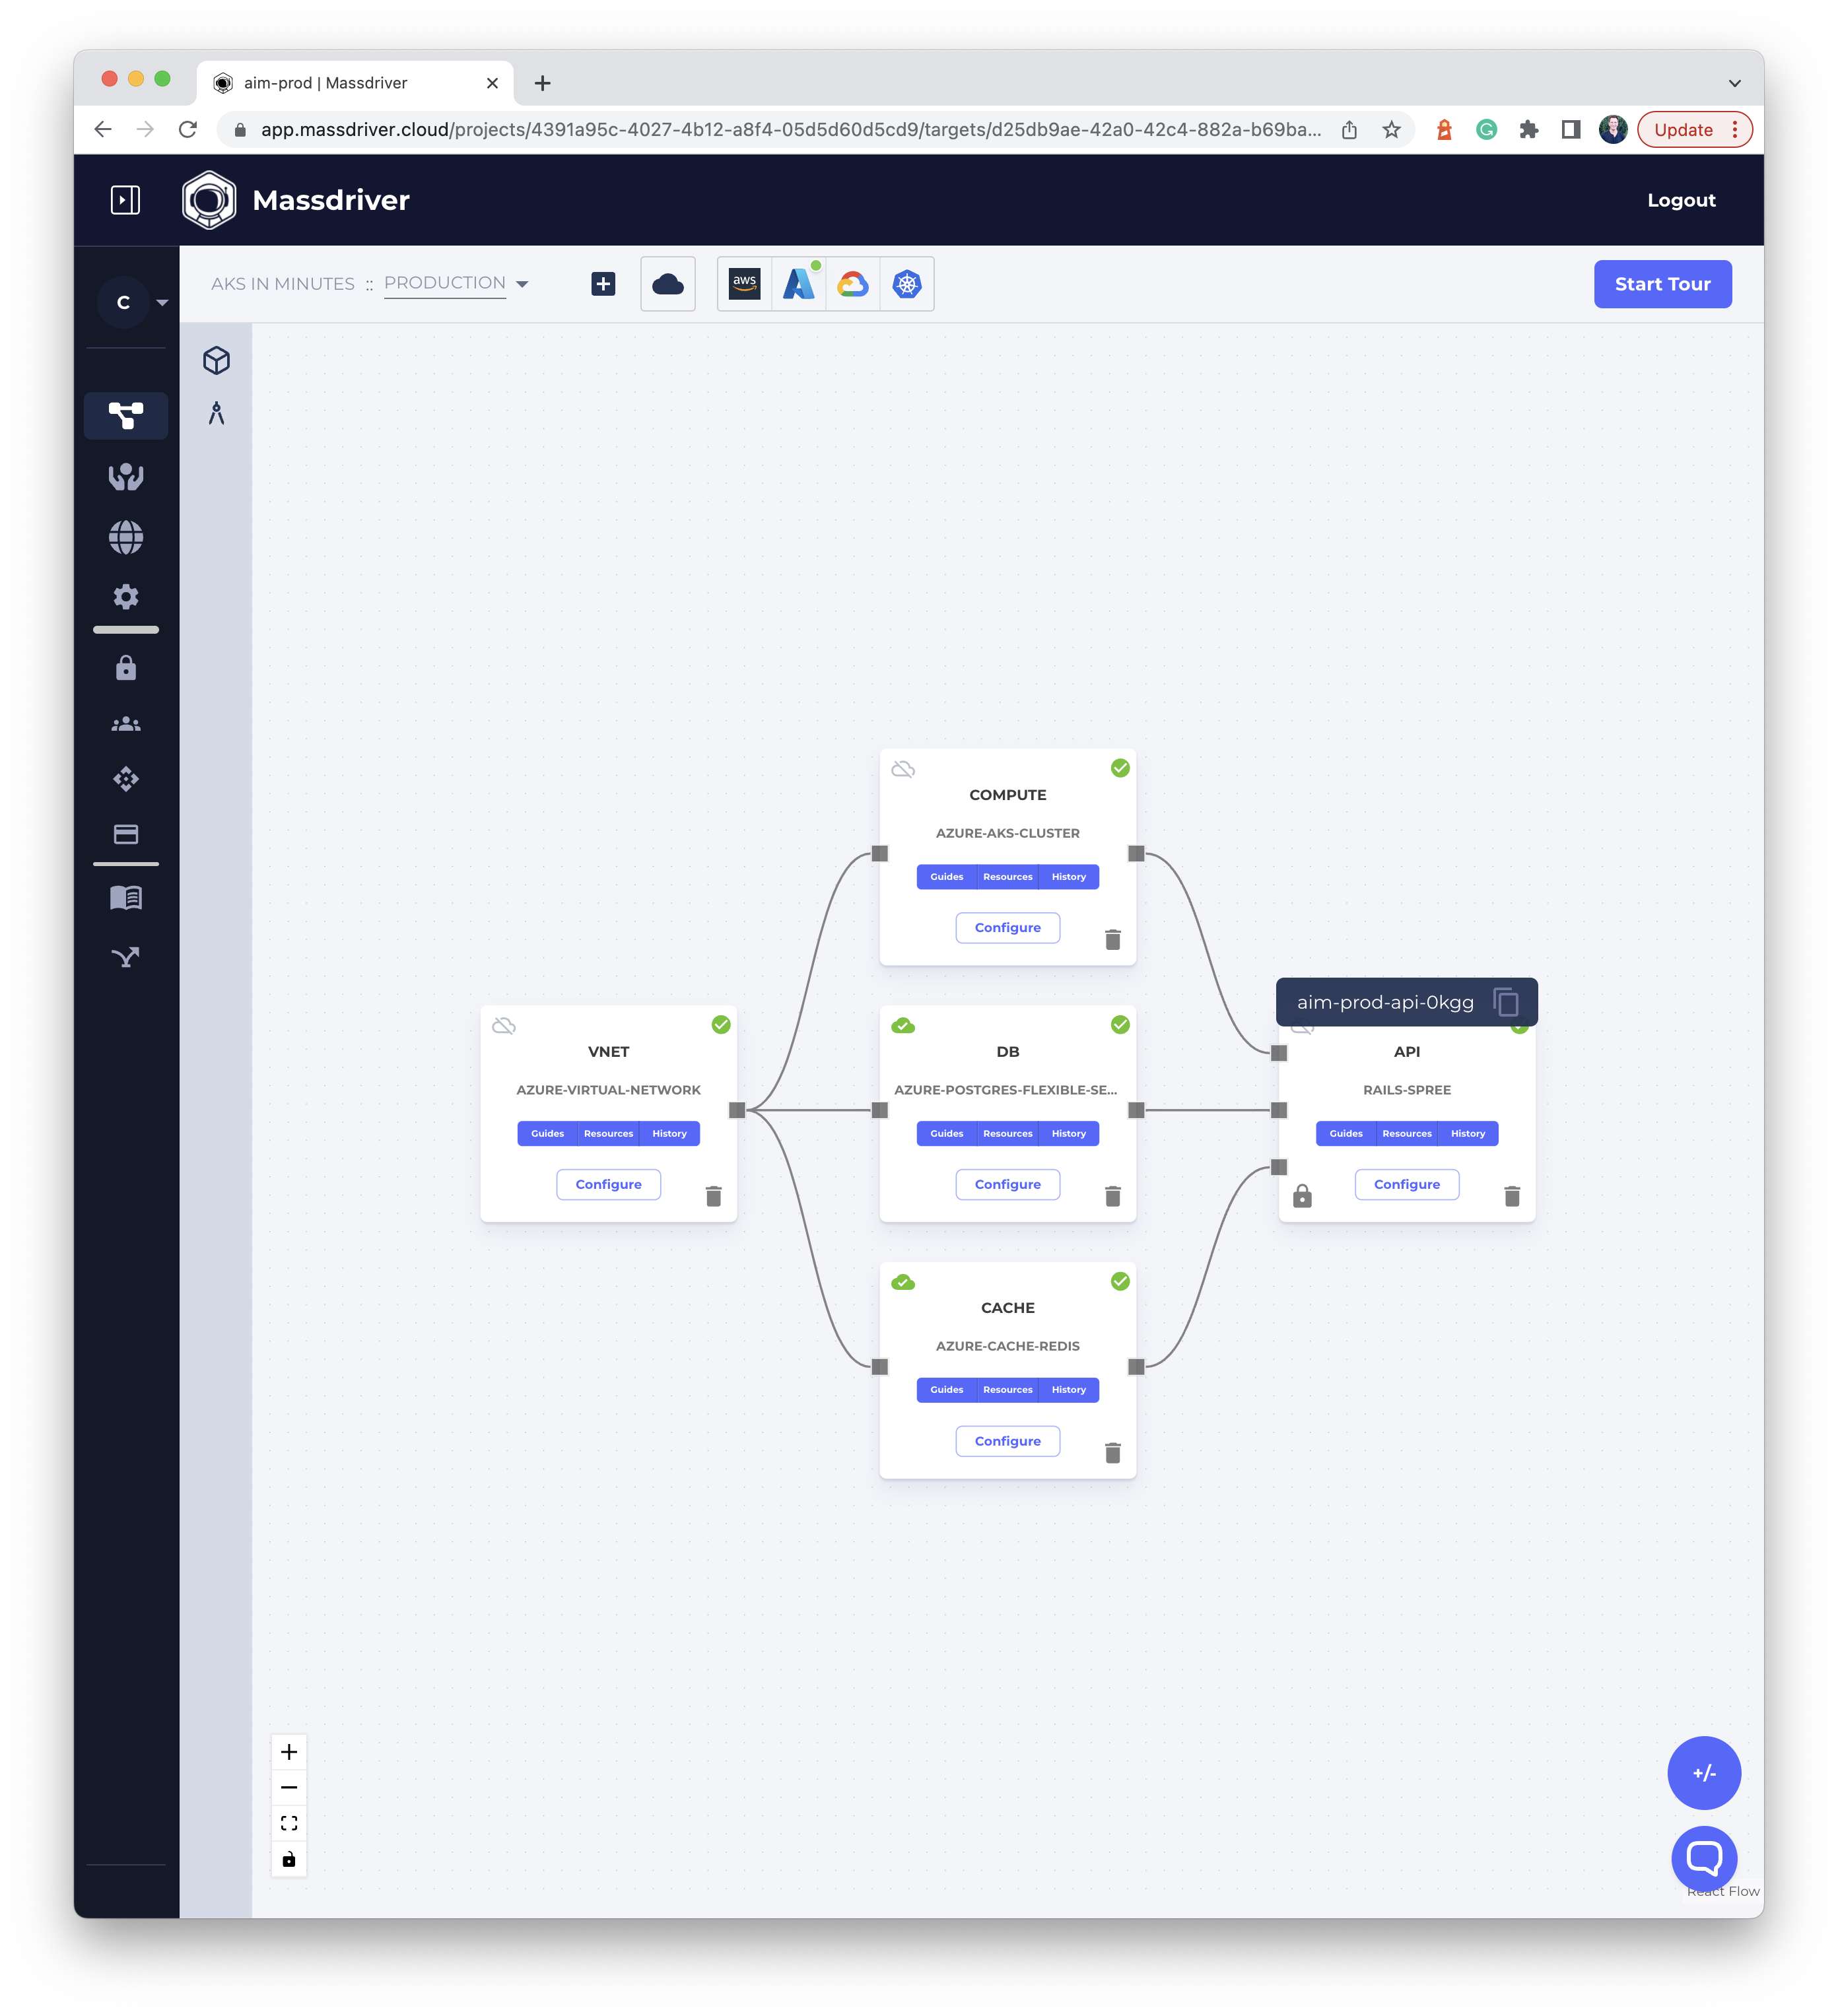 aim-prod | Massdriver
app.massdriver.cloud/projects/4391a95c-4027-4b12-a8f4-05d5d60d5cd9/targets/d25db9ae-42a0-42c4-882a-b69ba...
Update
Massdriver
Logout
C
AKS IN MINUTES :: PRODUCTION
aws
Start Tour
COMPUTE
AZURE-AKS-CLUSTER
Guides Resources History
Configure
aim-prod-api-0kgg
VNET
AZURE-VIRTUAL-NETWORK
Guides Resources History
Configure
DB
AZURE-POSTGRES-FLEXIBLE-SE...
Guides Resources History
Configure
API
RAILS-SPREE
Guides Resources History
Configure
CACHE
AZURE-CACHE-REDIS
Guides Resources History
Configure
+/-
React Flow